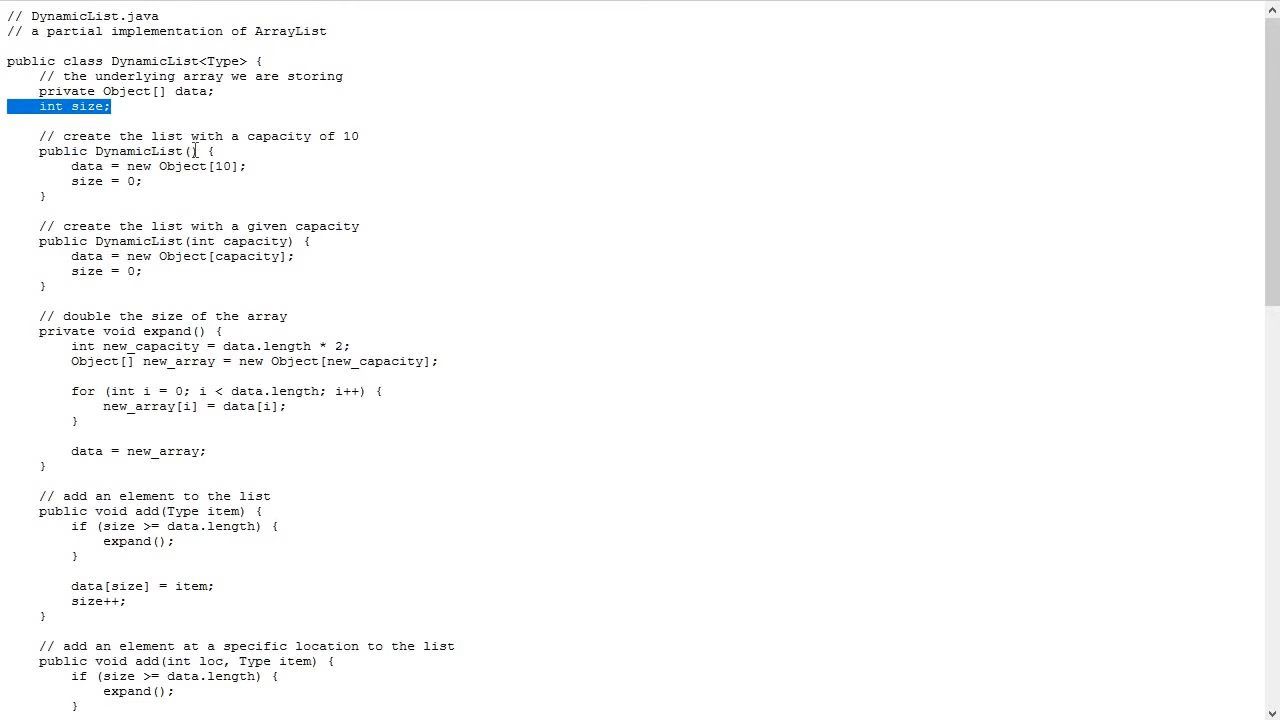 // DynamicList.java
// a partial implementation of ArrayList
public class DynamicList<Type> {
// the underlying array we are storing
private Object[] data;
int size;
// create the list with a capacity of 10
public DynamicList() {
data = new Object[10];
size = 0;
}
// create the list with a given capacity
public DynamicList(int capacity) {
data = new Object[capacity];
size = 0;
}
// double the size of the array
private void expand() {
int new_capacity = data.length * 2;
Object[] new_array = new Object[new_capacity];
for (int i = 0; i < data.length; i++) {
new_array[i] = data[i];
}
data = new_array;
}
// add an element to the list
public void add(Type item) {
if (size >= data.length) {
expand();
}
data[size] = item;
size++;
}
// add an element at a specific location to the list
public void add(int loc, Type item) {
if (size >= data.length) {
expand();
}